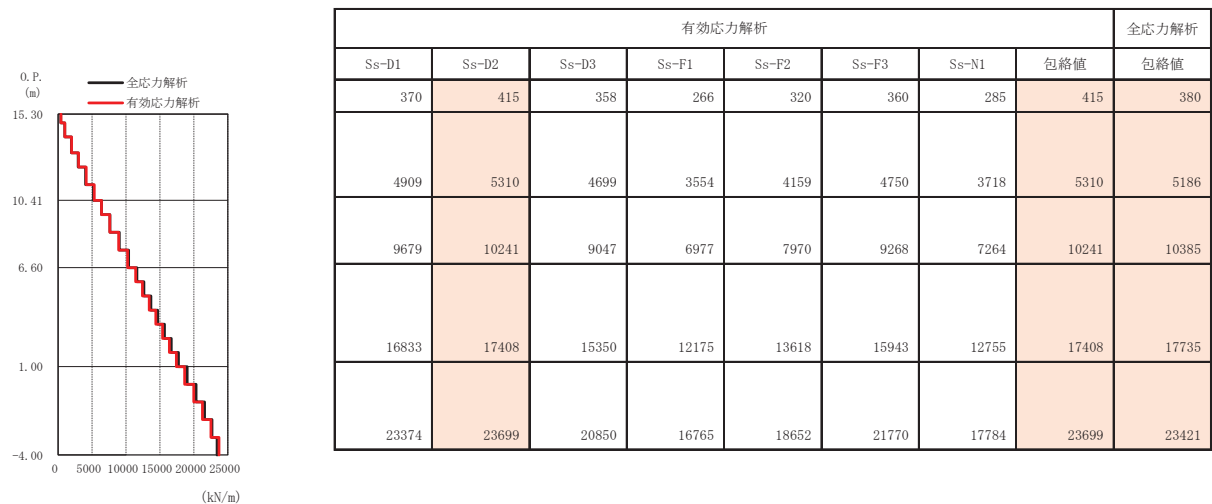 O.P.
(m)
全応力解析
有効応力解析
15.30
10.41
6.60
1.00
-4.00
0 5000 10000 15000 20000 25000
(kN/m)
有効応力解析 全応力解析
Ss-D1 Ss-D2 Ss-D3 Ss-F1 Ss-F2 Ss-F3 Ss-N1 包絡値 包絡値
370 415 358 266 320 360 285 415 380
4909 5310 4699 3554 4159 4750 3718 5310 5186
9679 10241 9047 6977 7970 9268 7264 10241 10385
16833 17408 15350 12175 13618 15943 12755 17408 17735
23374 23699 20850 16765 18652 21770 17784 23699 23421